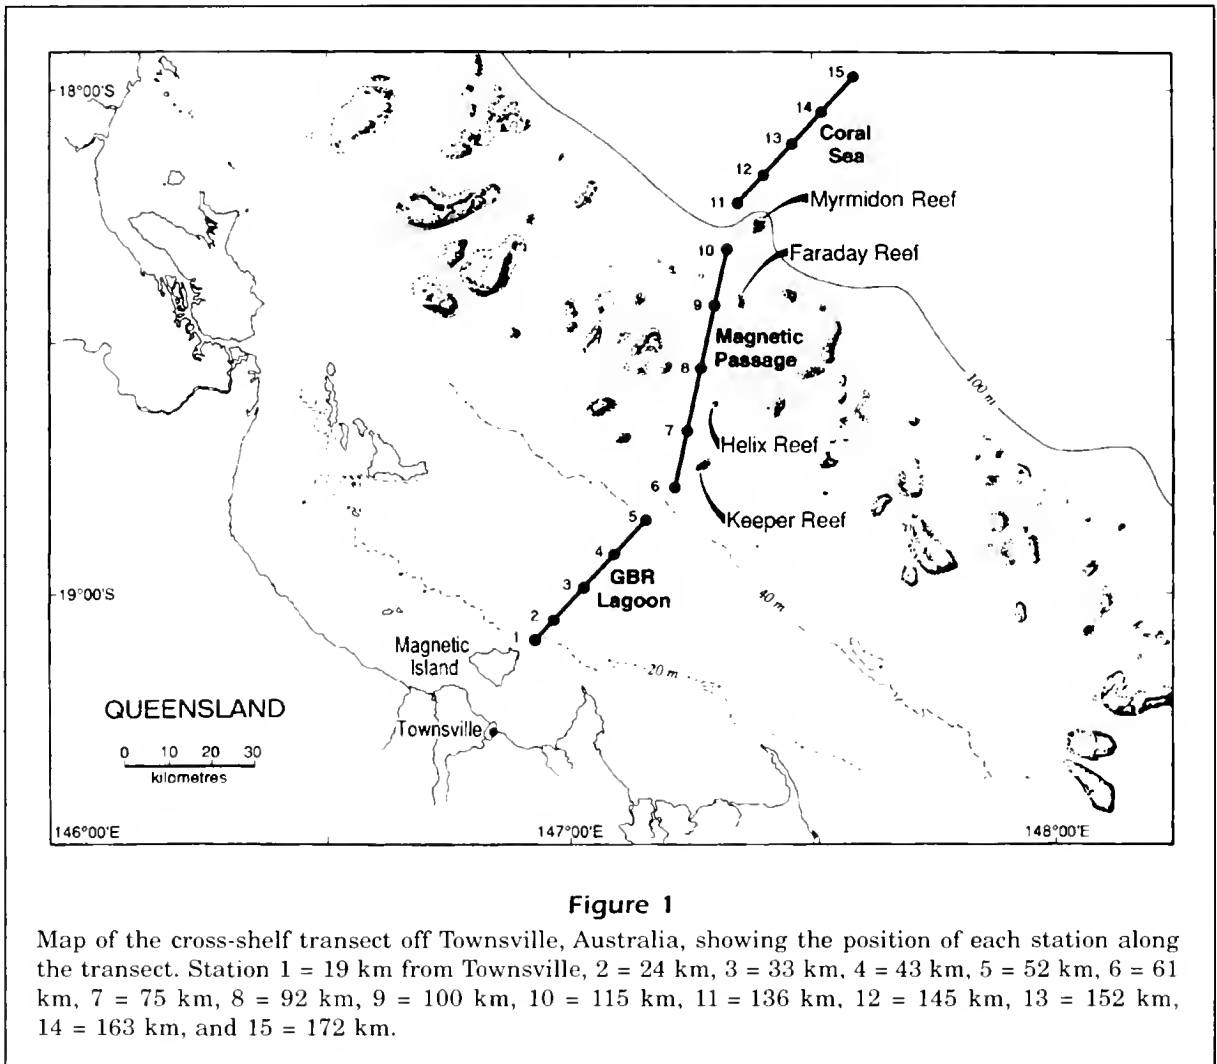 18°00'S
15
14
Coral
Sea
13
12
11
Myrmidon Reef
10
Faraday Reef
9
Magnetic
Passage
8
100 m
7
Helix Reef
6
Keeper Reef
5
4
GBR
Lagoon
3
19°00'S
40 m
2
1
Magnetic
Island
20 m
QUEENSLAND
Townsville
0 10 20 30
kilometres
146°00'E
147°00'E
148°00'E
Figure 1
Map of the cross-shelf transect off Townsville, Australia, showing the position of each station along
the transect. Station 1 = 19 km from Townsville, 2 = 24 km, 3 = 33 km, 4 = 43 km, 5 = 52 km, 6 = 61
km, 7 = 75 km, 8 = 92 km, 9 = 100 km, 10 = 115 km, 11 = 136 km, 12 = 145 km, 13 = 152 km,
14 = 163 km, and 15 = 172 km.